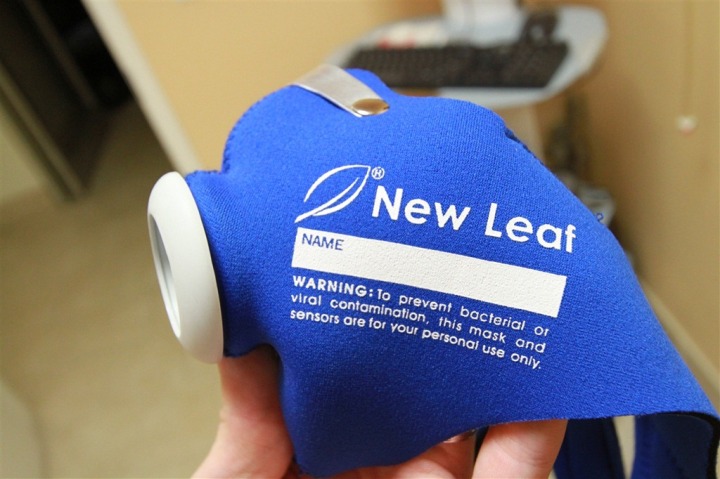 ® New Leaf
NAME
WARNING: To prevent bacterial or
viral contamination, this mask and
sensors are for your personal use only.